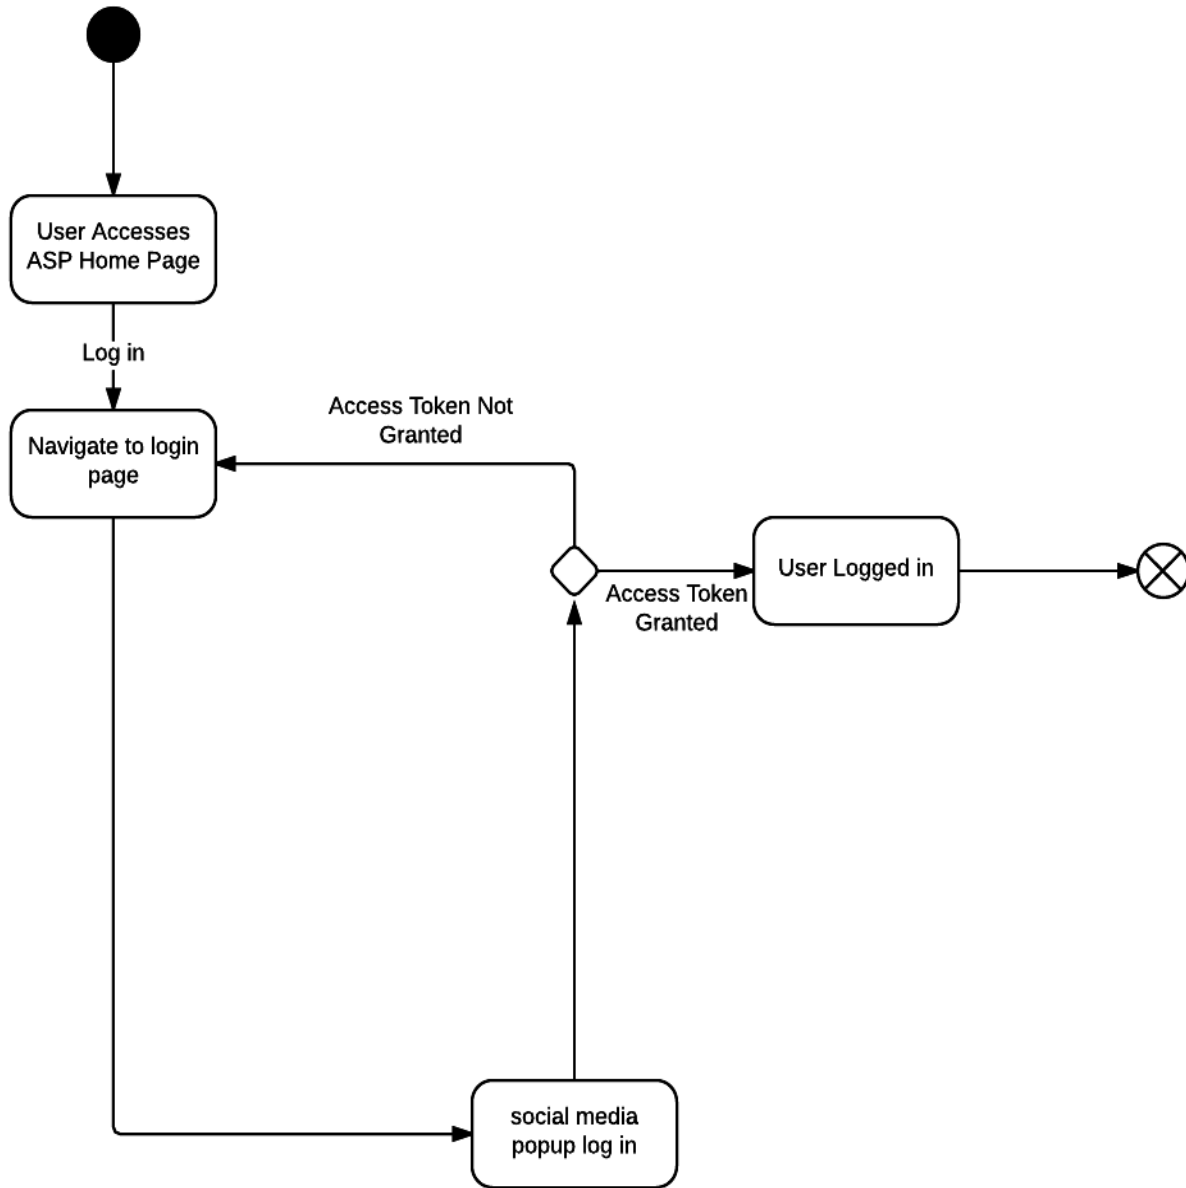 User Accesses
ASP Home Page
Log in
Access Token Not
Granted
Navigate to login
page
User Logged in
Access Token
Granted
social media
popup log in